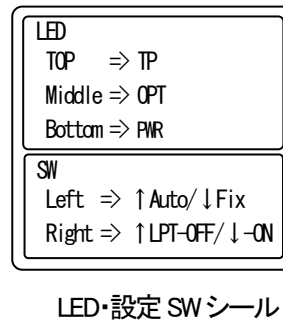 LED
TOP ⇒ TP
Middle ⇒ OPT
Bottom ⇒ PWR
SW
Left ⇒ ↑Auto/↓Fix
Right ⇒ ↑LPT-OFF/↓-ON
LED・設定SWシール